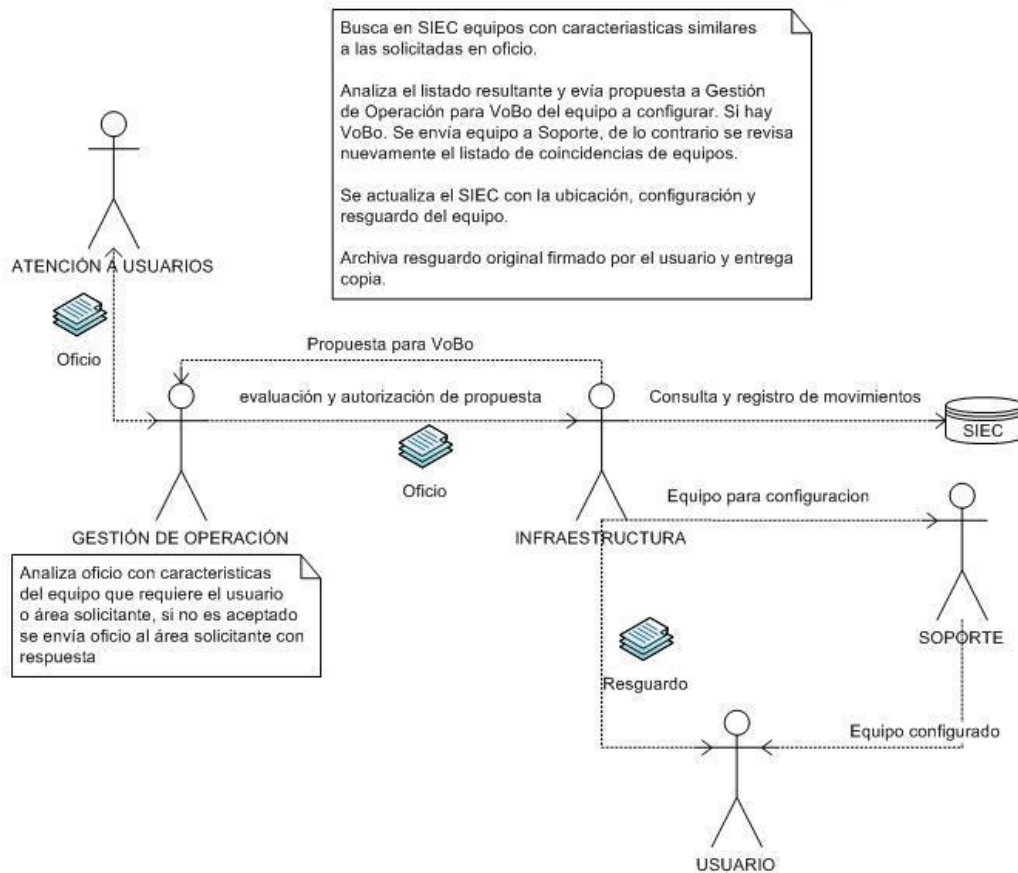 Busca en SIEC equipos con caracteriasticas similares
a las solicitadas en oficio.
Analiza el listado resultante y evía propuesta a Gestión
de Operación para VoBo del equipo a configurar. Si hay
VoBo. Se envía equipo a Soporte, de lo contrario se revisa
nuevamente el listado de coincidencias de equipos.
Se actualiza el SIEC con la ubicación, configuración y
resguardo del equipo.
Archiva resguardo original firmado por el usuario y entrega
copia.
ATENCIÓN A USUARIOS
Oficio
Propuesta para VoBo
evaluación y autorización de propuesta
Consulta y registro de movimientos
SIEC
Oficio
Equipo para configuracion
GESTIÓN DE OPERACIÓN
INFRAESTRUCTURA
Analiza oficio con caracteristicas
del equipo que requiere el usuario
o área solicitante, si no es aceptado
se envía oficio al área solicitante con
respuesta
SOPORTE
Resguardo
Equipo configurado
USUARIO